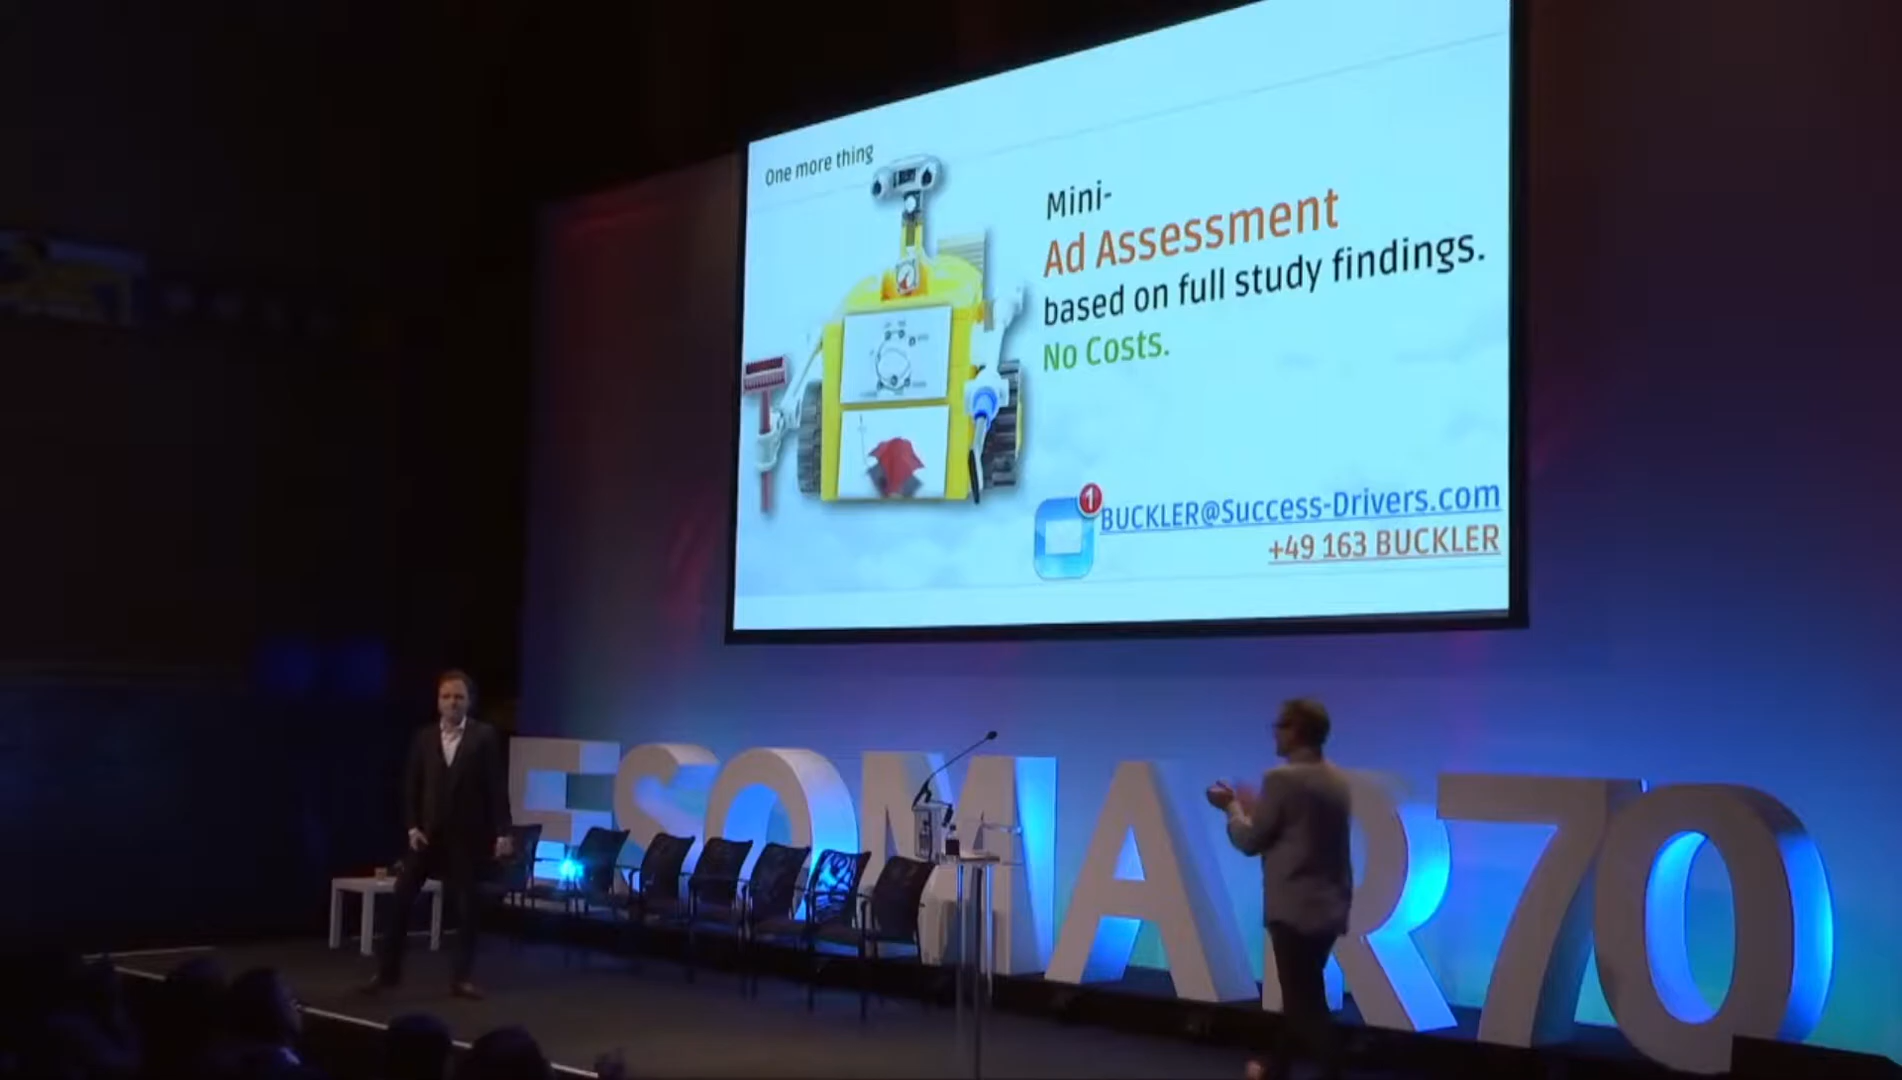 One more thing
Mini-
Ad Assessment
based on full study findings.
No Costs.
1
BUCKLER@Success-Drivers.com
+49 163 BUCKLER
ESOMAR70